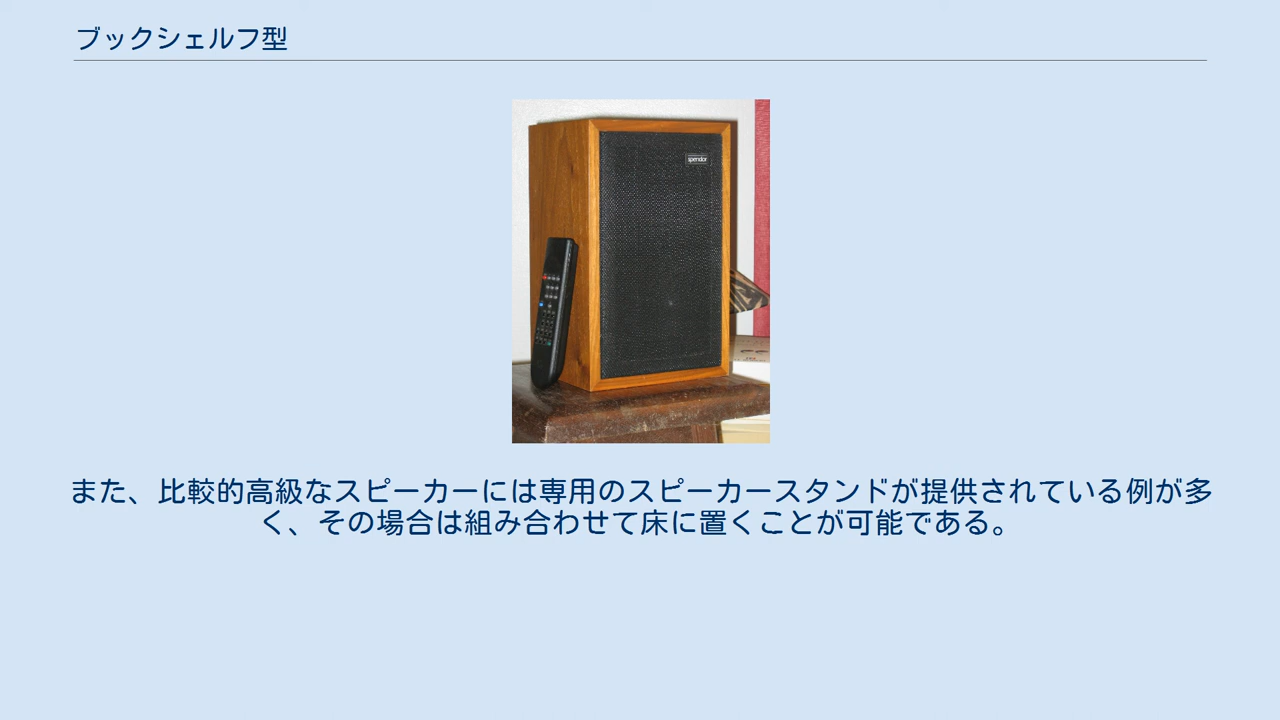 ブックシェルフ型
spendor
また、比較的高級なスピーカーには専用のスピーカースタンドが提供されている例が多
く、その場合は組み合わせて床に置くことが可能である。